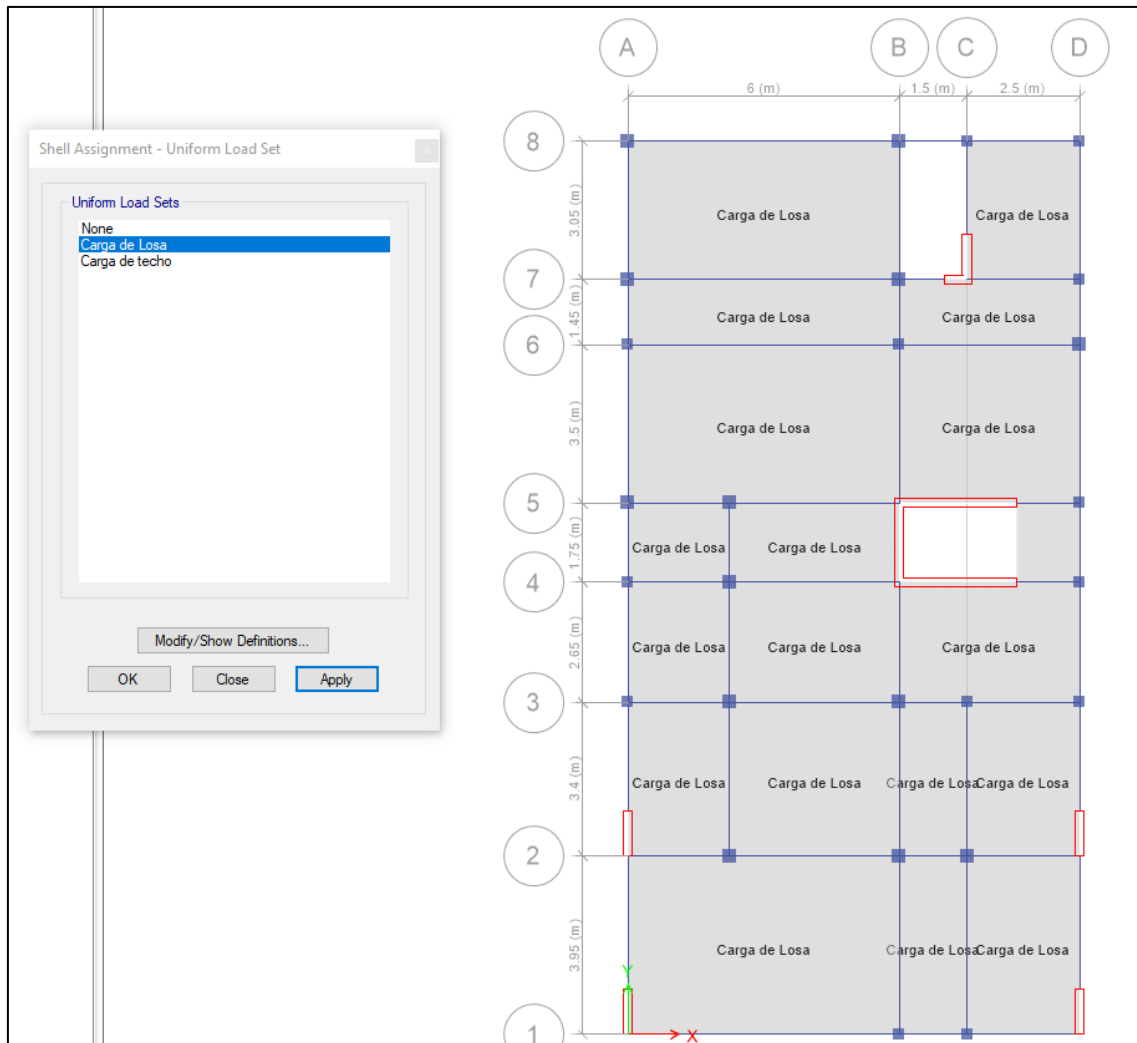 A B C D
6 (m) 1.5 (m) 2.5 (m)
Shell Assignment - Uniform Load Set
x
Uniform Load Sets
None
Carga de Losa
Carga de techo
Modify/Show Definitions...
OK Close Apply
8
3.05 (m)
Carga de Losa Carga de Losa
7
1.45 (m)
Carga de Losa Carga de Losa
6
3.5 (m)
Carga de Losa Carga de Losa
5
1.75 (m)
Carga de Losa Carga de Losa
4
2.65 (m)
Carga de Losa Carga de Losa Carga de Losa
3
3.4 (m)
Carga de Losa Carga de Losa Carga de Losa Carga de Losa
2
3.95 (m)
Carga de Losa Carga de Losa Carga de Losa
Y
1
X